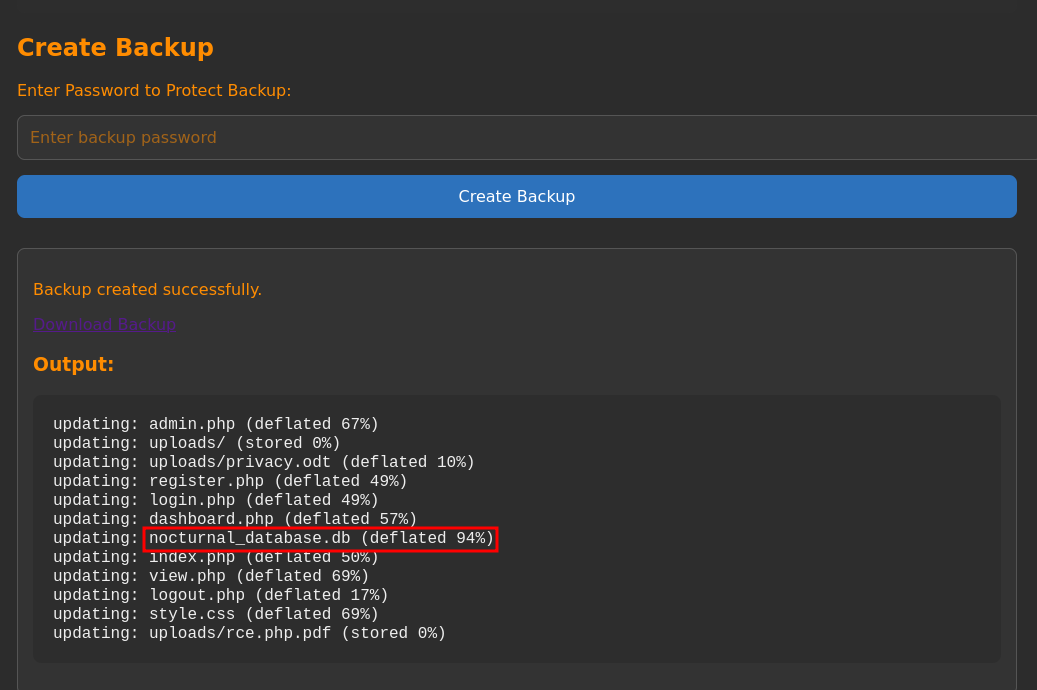 Create Backup
Enter Password to Protect Backup:
Enter backup password
Create Backup
Backup created successfully.
Download Backup
Output:
updating: admin.php (deflated 67%)
updating: uploads/ (stored 0%)
updating: uploads/privacy.odt (deflated 10%)
updating: register.php (deflated 49%)
updating: login.php (deflated 49%)
updating: dashboard.php (deflated 57%)
updating: nocturnal_database.db (deflated 94%)
updating: index.php (deflated 50%)
updating: view.php (deflated 69%)
updating: logout.php (deflated 17%)
updating: style.css (deflated 69%)
updating: uploads/rce.php.pdf (stored 0%)